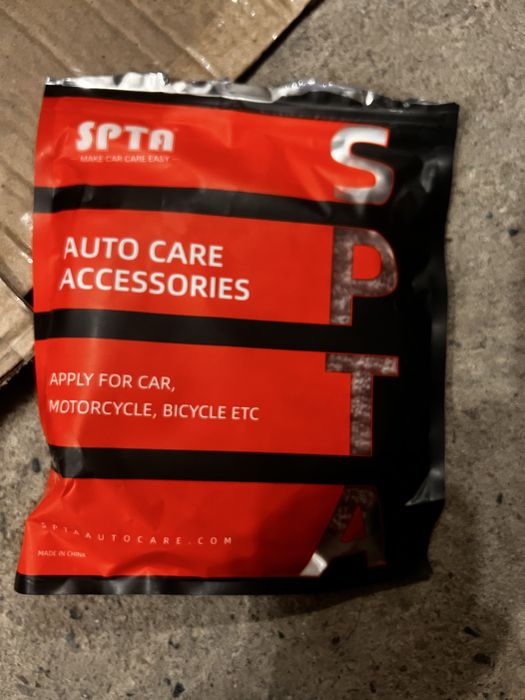 SPTA
MAKE CAR CARE EASY
AUTO CARE
ACCESSORIES
APPLY FOR CAR,
MOTORCYCLE, BICYCLE ETC
SPTAAUTOCARE.COM
MADE IN CHINA
SPTA